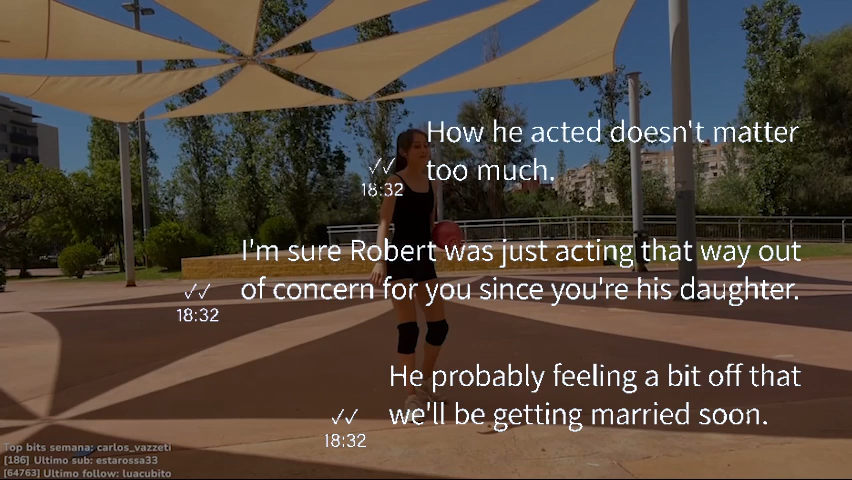 How he acted doesn't matter
too much.
✓✓
18:32
I'm sure Robert was just acting that way out
of concern for you since you're his daughter.
✓✓
18:32
He probably feeling a bit off that
we'll be getting married soon.
✓✓
18:32
Top bits semana: carlos_vazzeti
[186] Ultimo sub: estarossa33
[64763] Ultimo follow: luacubito